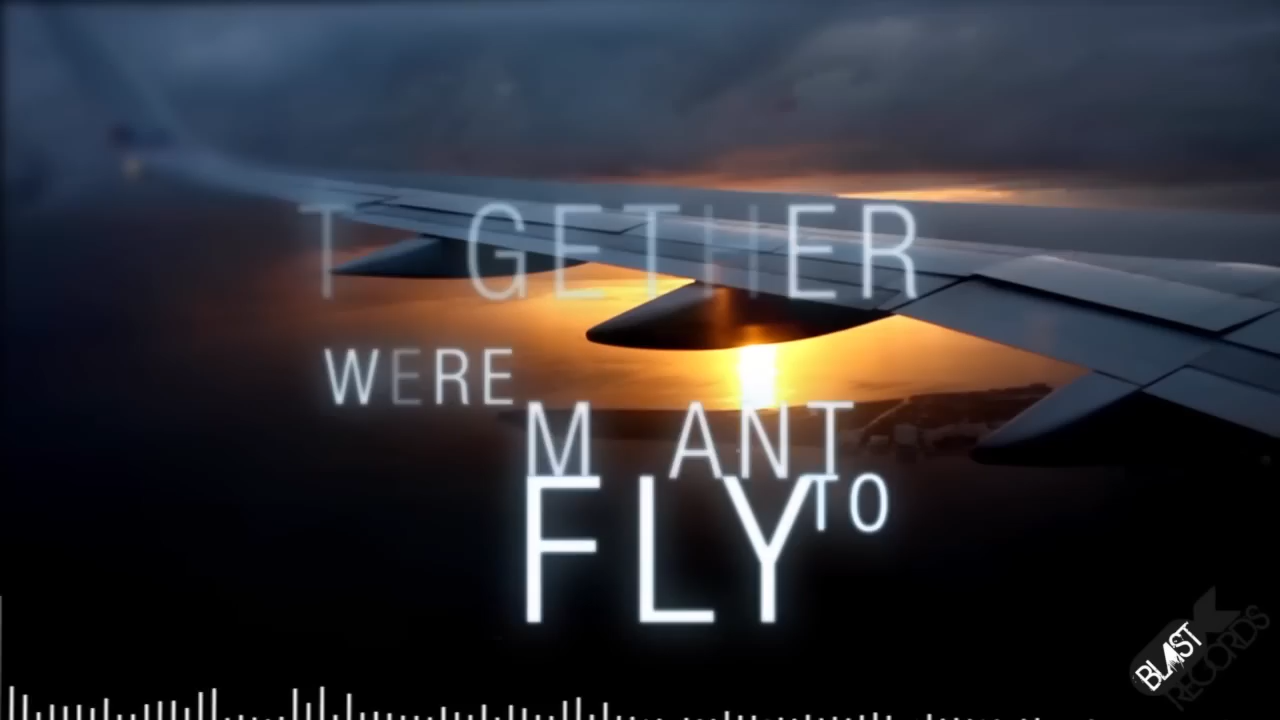 T GETHER
WERE
M ANT
TO
FLY
BLAST
RECORDS